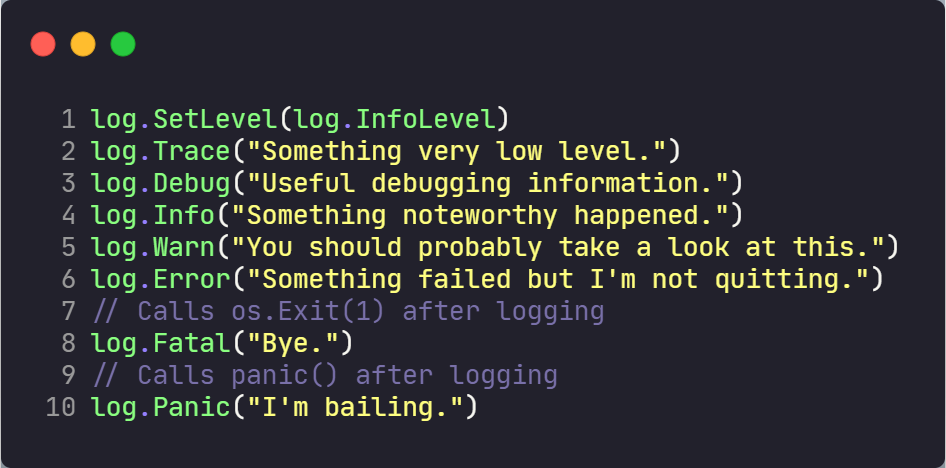 1 log.SetLevel(log.InfoLevel)
2 log.Trace("Something very low level.")
3 log.Debug("Useful debugging information.")
4 log.Info("Something noteworthy happened.")
5 log.Warn("You should probably take a look at this.")
6 log.Error("Something failed but I'm not quitting.")
7 // Calls os.Exit(1) after logging
8 log.Fatal("Bye.")
9 // Calls panic() after logging
10 log.Panic("I'm bailing.")